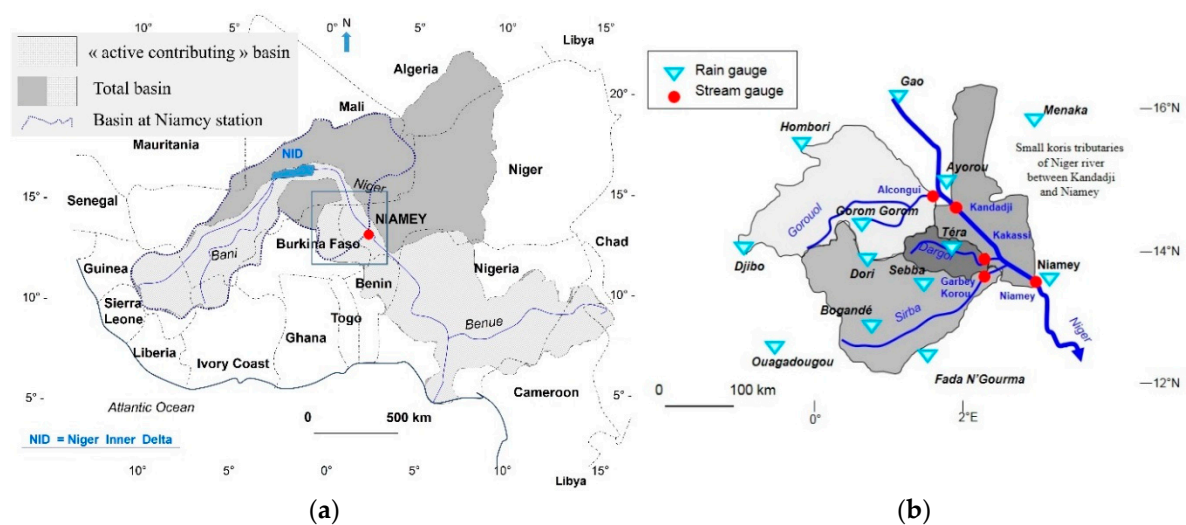 10°
5°
0°
N
5°
10°
15°
« active contributing » basin
Total basin
Basin at Niamey station
Libya
Algeria
20°
Mali
Mauritania
NID
Niger
Niger
15°
15°
Senegal
NIAMEY
Bani
Burkina Faso
Chad
Guinea
Nigeria
Benin
10°
10°
Sierra
Leone
Togo
Benue
Ghana
Liberia
Ivory Coast
Cameroon
5°
5°
Atlantic Ocean
0
500 km
NID = Niger Inner Delta
10°
5°
0°
5°
10°
15°
Libya
(a)
Rain gauge
Stream gauge
Gao
16°N
Menaka
Hombori
Small koris tributaries
of Niger river
between Kandadji
and Niamey
Ayorou
Alcongui
Kandadji
Gorom Gorom
Gorouol
Téra
Kakassi
Dargol
14°N
Djibo
Dori
Sebba
Niamey
Garbey
Korou
Niamey
Bogandé
Sirba
Niger
Ouagadougou
Fada N'Gourma
12°N
0
100 km
0°
2°E
(b)